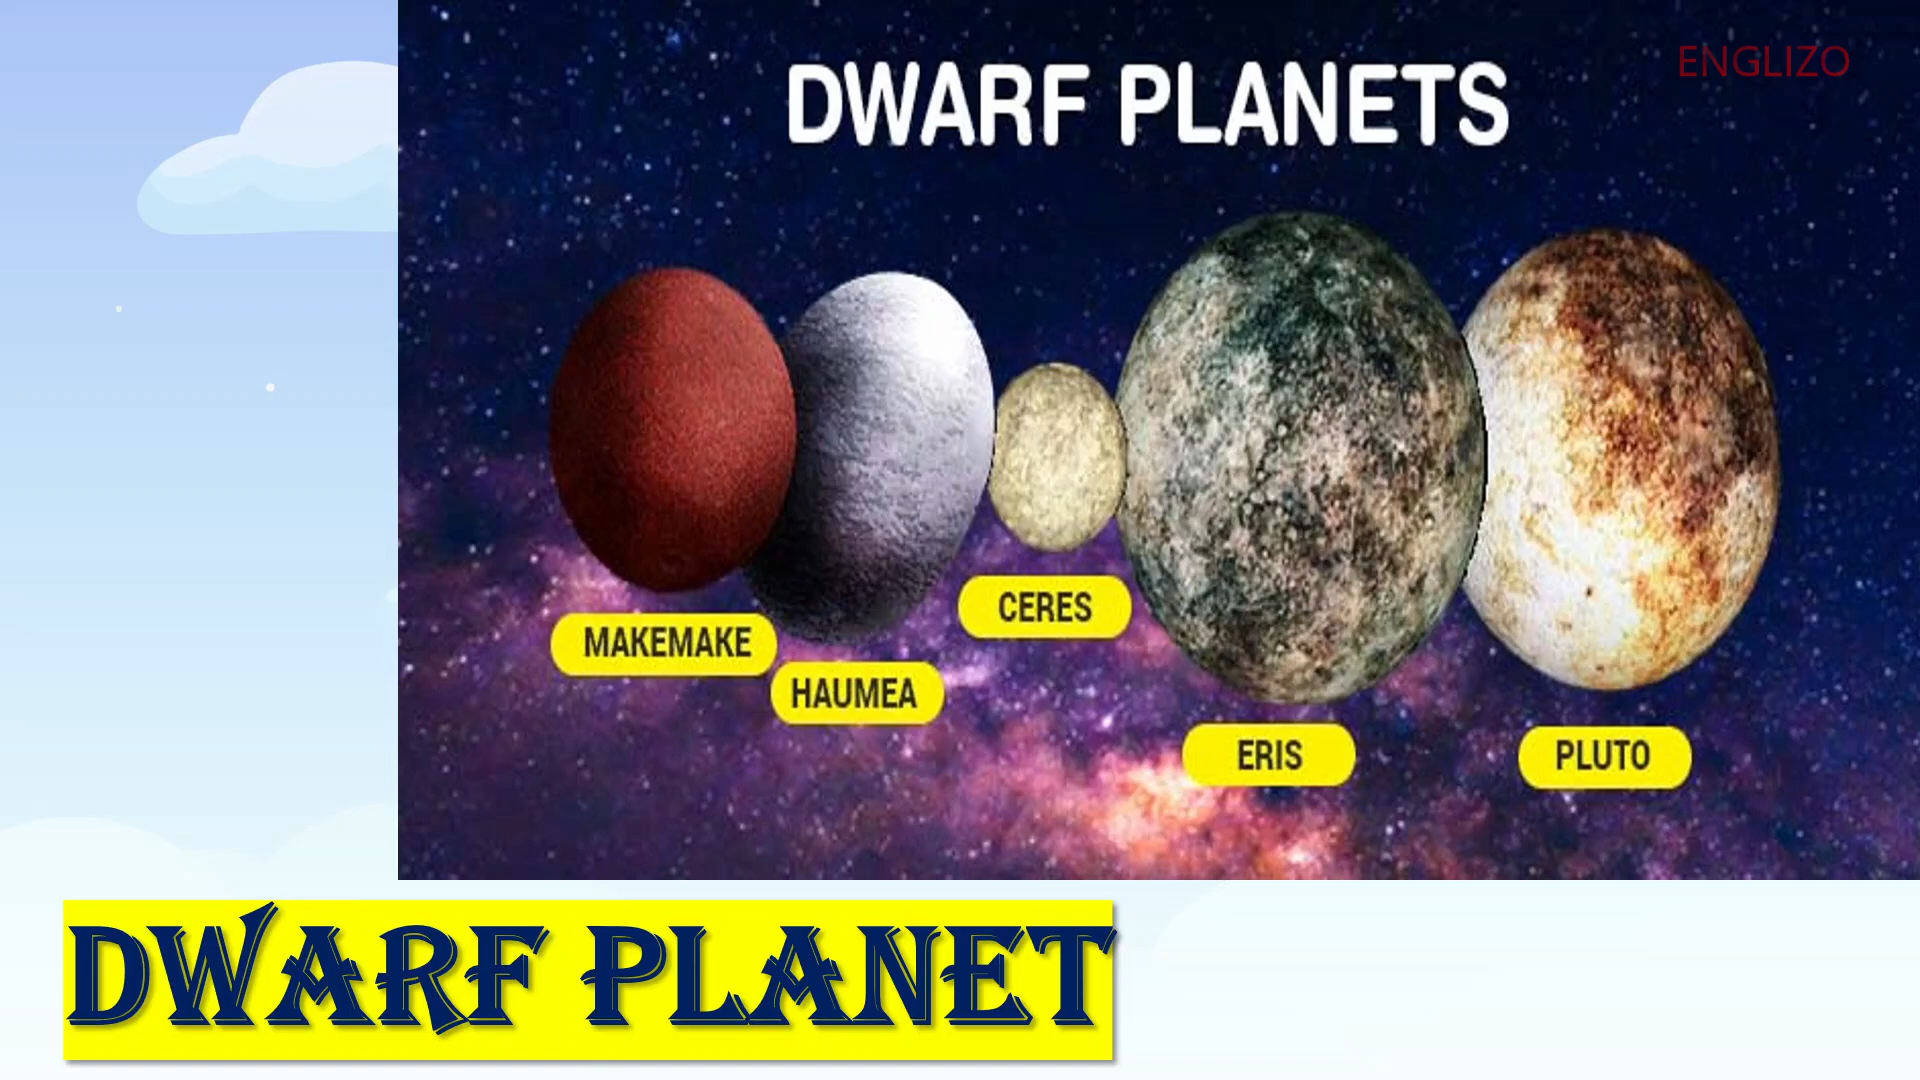 ENGLIZO
DWARF PLANETS
CERES
MAKEMAKE
HAUMEA
ERIS
PLUTO
DWARF PLANET